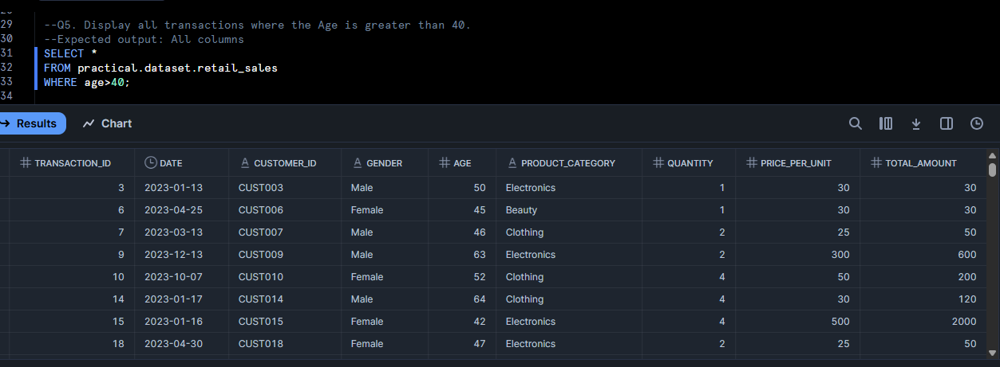 29 --Q5. Display all transactions where the Age is greater than 40.
30 --Expected output: All columns
31 SELECT *
32 FROM practical.dataset.retail_sales
33 WHERE age>40;
34
Results Chart
TRANSACTION_ID DATE CUSTOMER_ID GENDER AGE PRODUCT_CATEGORY QUANTITY PRICE_PER_UNIT TOTAL_AMOUNT
3 2023-01-13 CUST003 Male 50 Electronics 1 30 30
6 2023-04-25 CUST006 Female 45 Beauty 1 30 30
7 2023-03-13 CUST007 Male 46 Clothing 2 25 50
9 2023-12-13 CUST009 Male 63 Electronics 2 300 600
10 2023-10-07 CUST010 Female 52 Clothing 4 50 200
14 2023-01-17 CUST014 Male 64 Clothing 4 30 120
15 2023-01-16 CUST015 Female 42 Electronics 4 500 2000
18 2023-04-30 CUST018 Female 47 Electronics 2 25 50